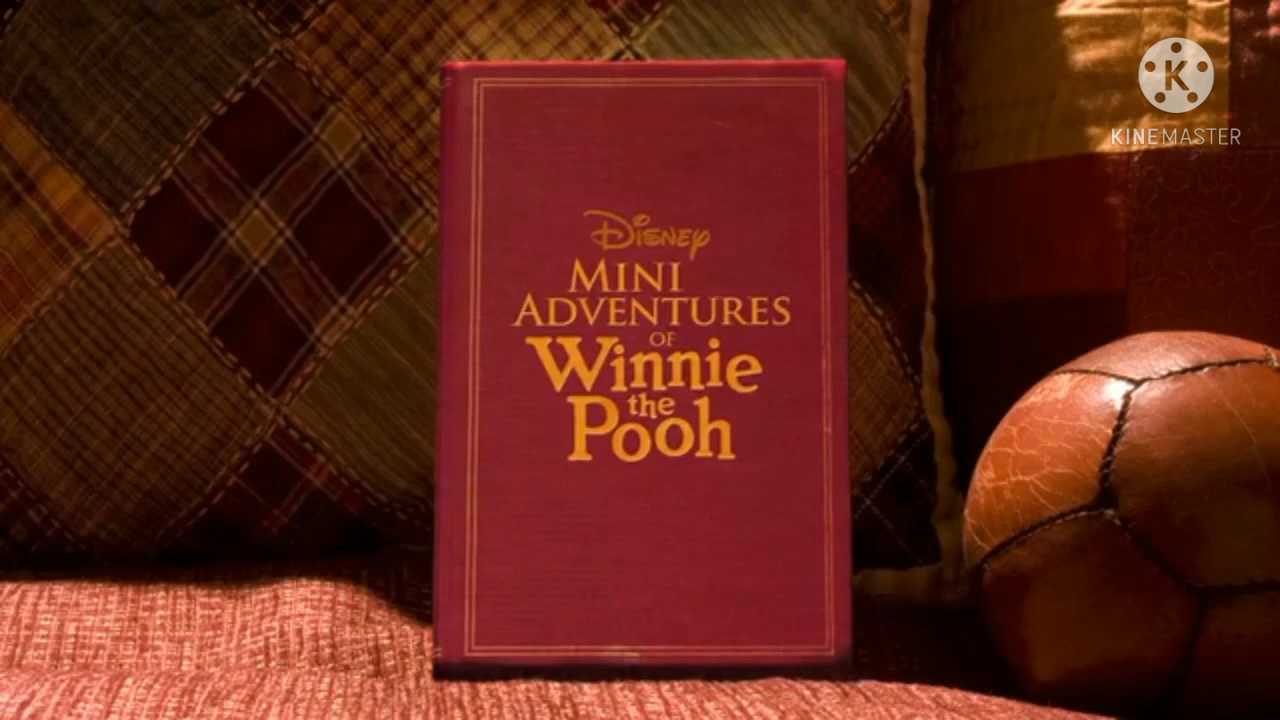 K
KINEMASTER
Disney
MINI
ADVENTURES
OF
Winnie
the
Pooh